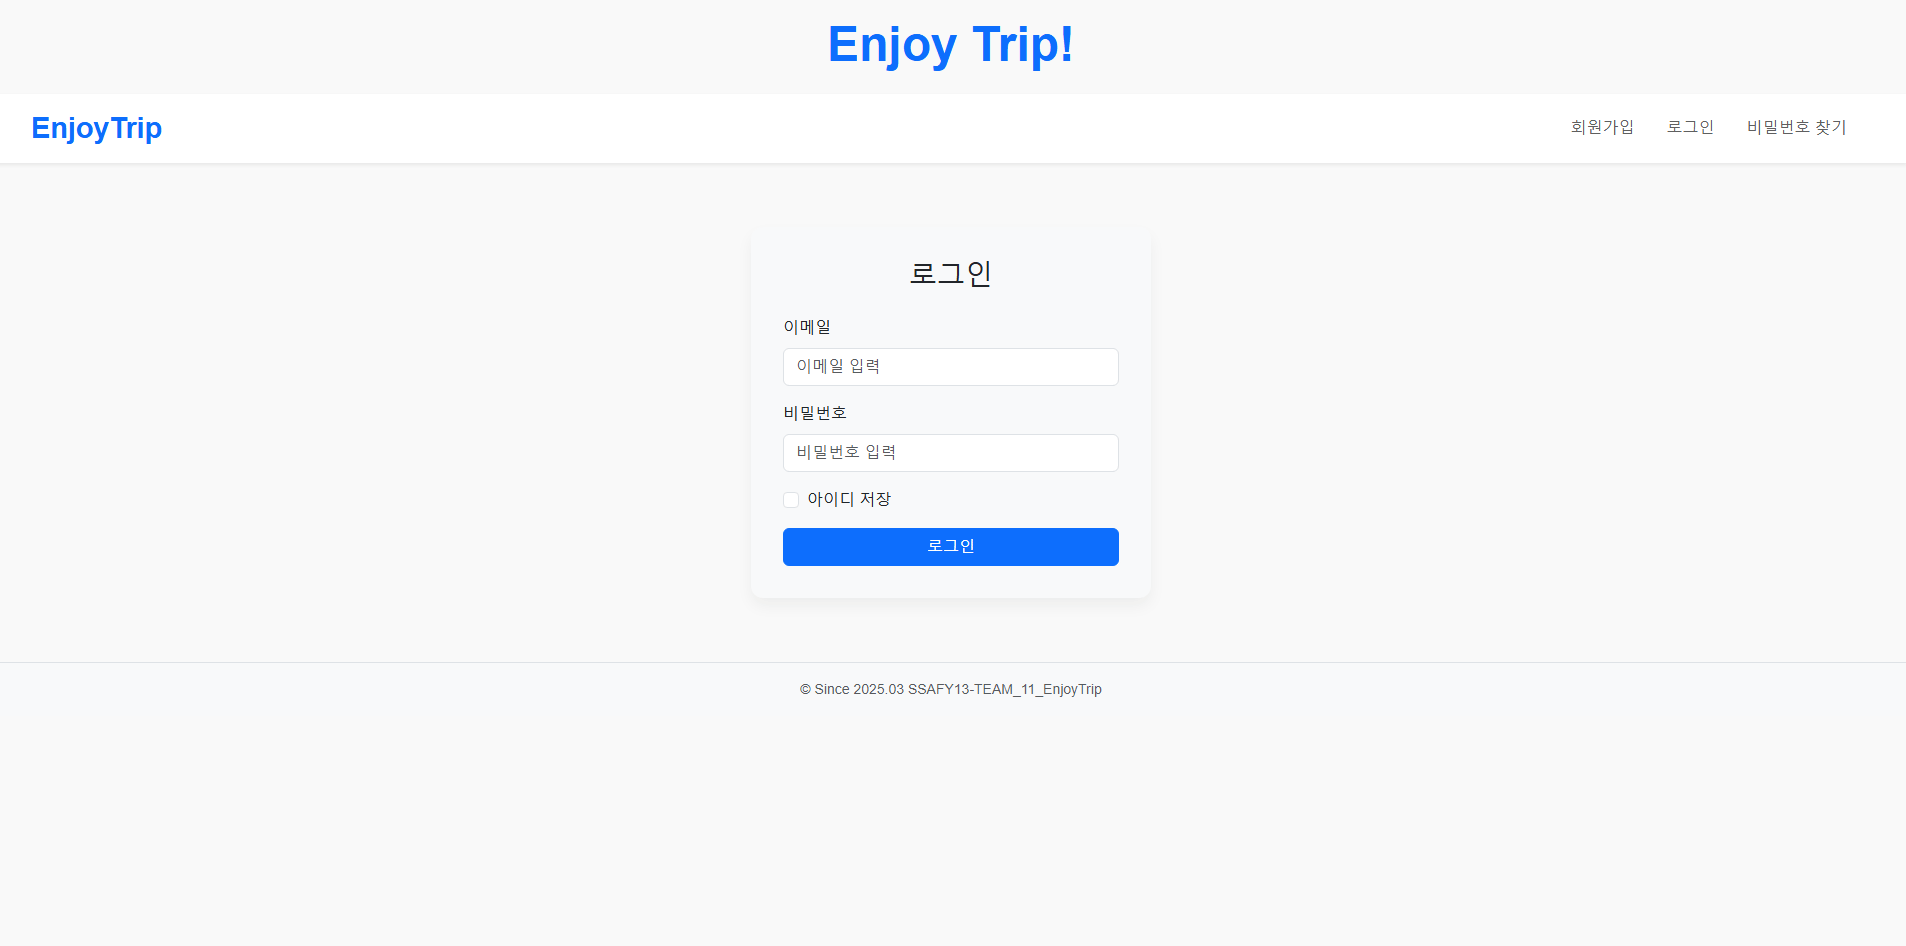 Enjoy Trip!
EnjoyTrip
회원가입 로그인 비밀번호 찾기
로그인
이메일
이메일 입력
비밀번호
비밀번호 입력
아이디 저장
로그인
© Since 2025.03 SSAFY13-TEAM_11_EnjoyTrip